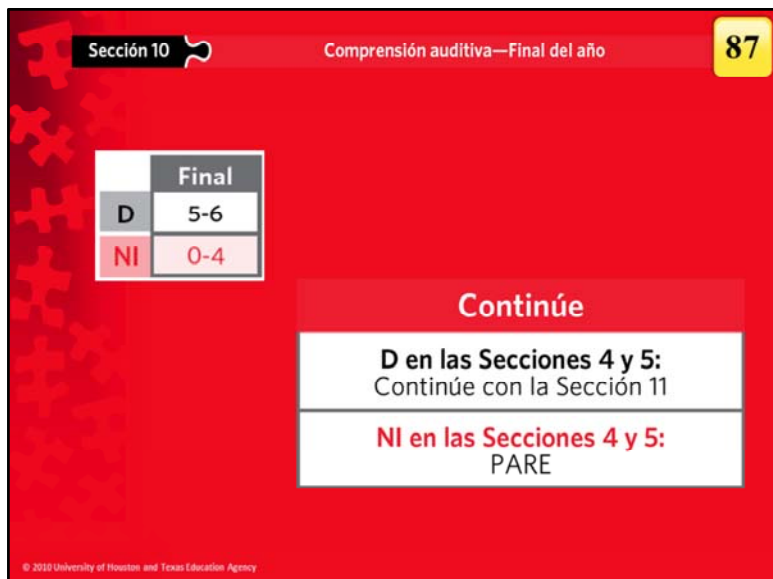 Sección 10
Comprensión auditiva—Final del año
87
Final
D 5-6
NI 0-4
Continúe
D en las Secciones 4 y 5:
Continúe con la Sección 11
NI en las Secciones 4 y 5:
PARE
© 2010 University of Houston and Texas Education Agency